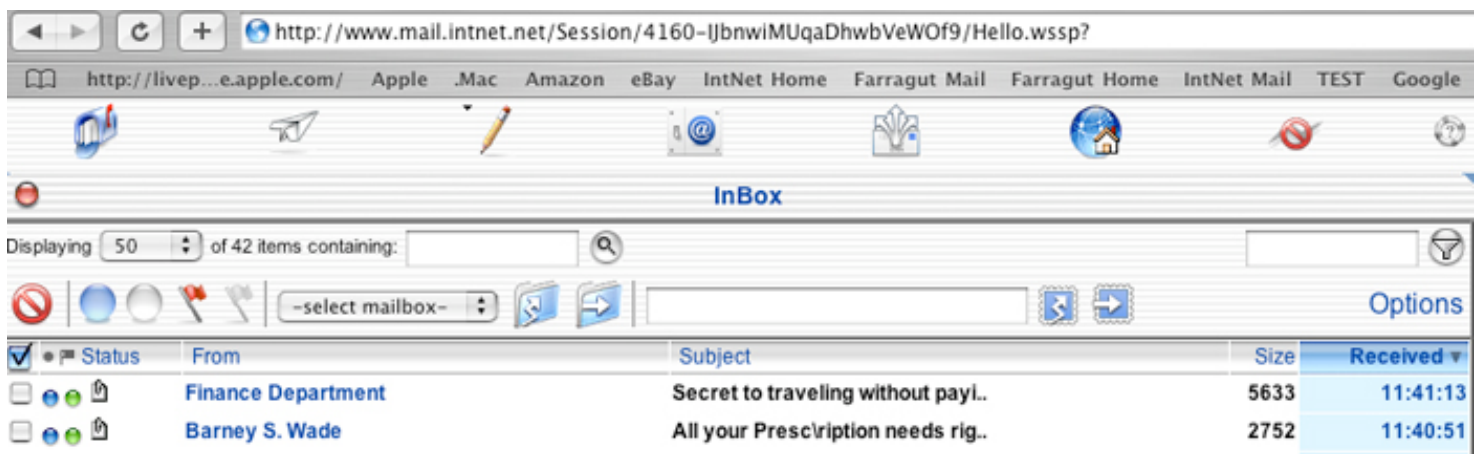 http://www.mail.intnet.net/Session/4160-IJbnwiMUqaDhwbVeWOf9/Hello.wssp?
http://livep...e.apple.com/ Apple .Mac Amazon eBay IntNet Home Farragut Mail Farragut Home IntNet Mail TEST Google
InBox
Displaying 50 of 42 items containing:
-select mailbox- Options
Status From Subject Size Received
Finance Department Secret to traveling without payi.. 5633 11:41:13
Barney S. Wade All your Presc\ription needs rig.. 2752 11:40:51